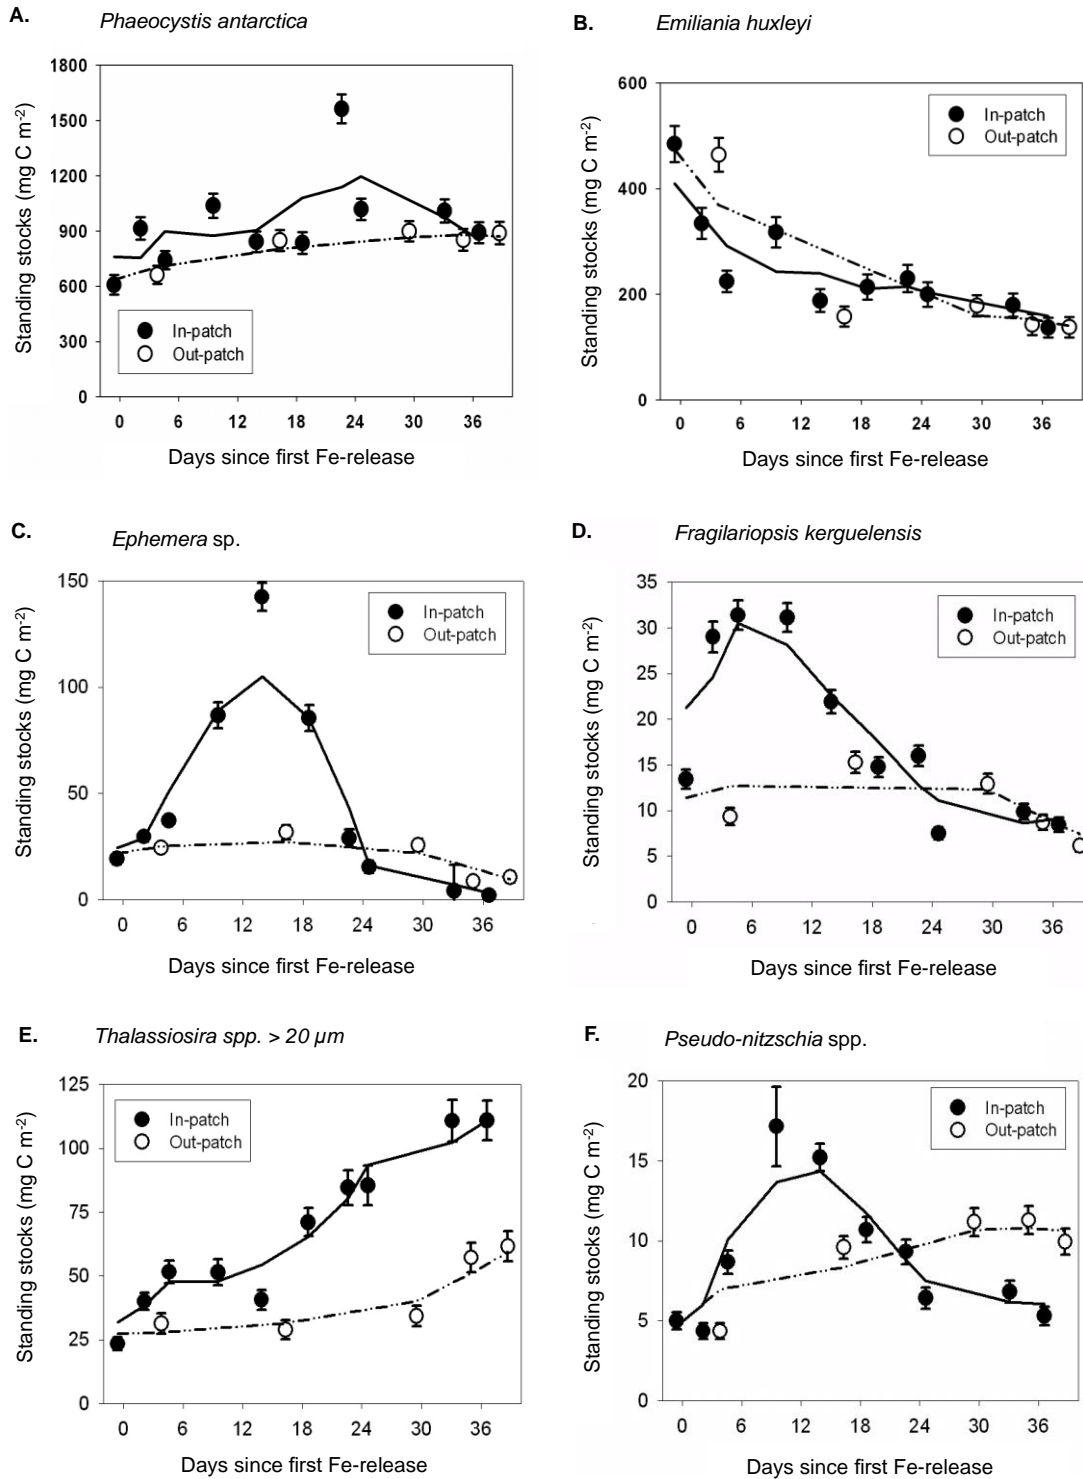 A. Phaeocystis antarctica
Standing stocks (mg C m-2)
1800
1500
1200
900
600
300
0
In-patch
Out-patch
0 6 12 18 24 30 36
Days since first Fe-release
B. Emiliania huxleyi
Standing stocks (mg C m-2)
600
400
200
0
In-patch
Out-patch
0 6 12 18 24 30 36
Days since first Fe-release
C. Ephemera sp.
Standing stocks (mg C m-2)
150
100
50
0
In-patch
Out-patch
0 6 12 18 24 30 36
Days since first Fe-release
D. Fragilariopsis kerguelensis
Standing stocks (mg C m-2)
35
30
25
20
15
10
5
0
In-patch
Out-patch
0 6 12 18 24 30 36
Days since first Fe-release
E. Thalassiosira spp. > 20 µm
Standing stocks (mg C m-2)
125
100
75
50
25
0
In-patch
Out-patch
0 6 12 18 24 30 36
Days since first Fe-release
F. Pseudo-nitzschia spp.
Standing stocks (mg C m-2)
20
15
10
5
0
In-patch
Out-patch
0 6 12 18 24 30 36
Days since first Fe-release